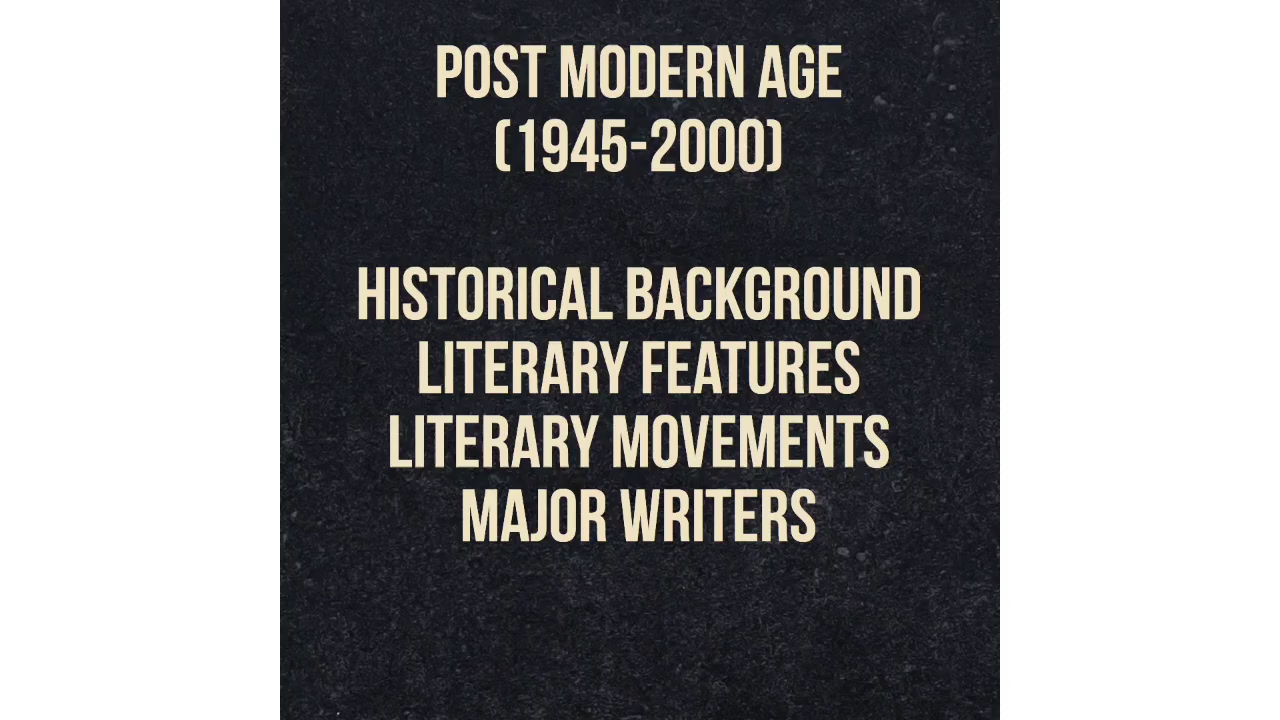 POST MODERN AGE
(1945-2000)
HISTORICAL BACKGROUND
LITERARY FEATURES
LITERARY MOVEMENTS
MAJOR WRITERS